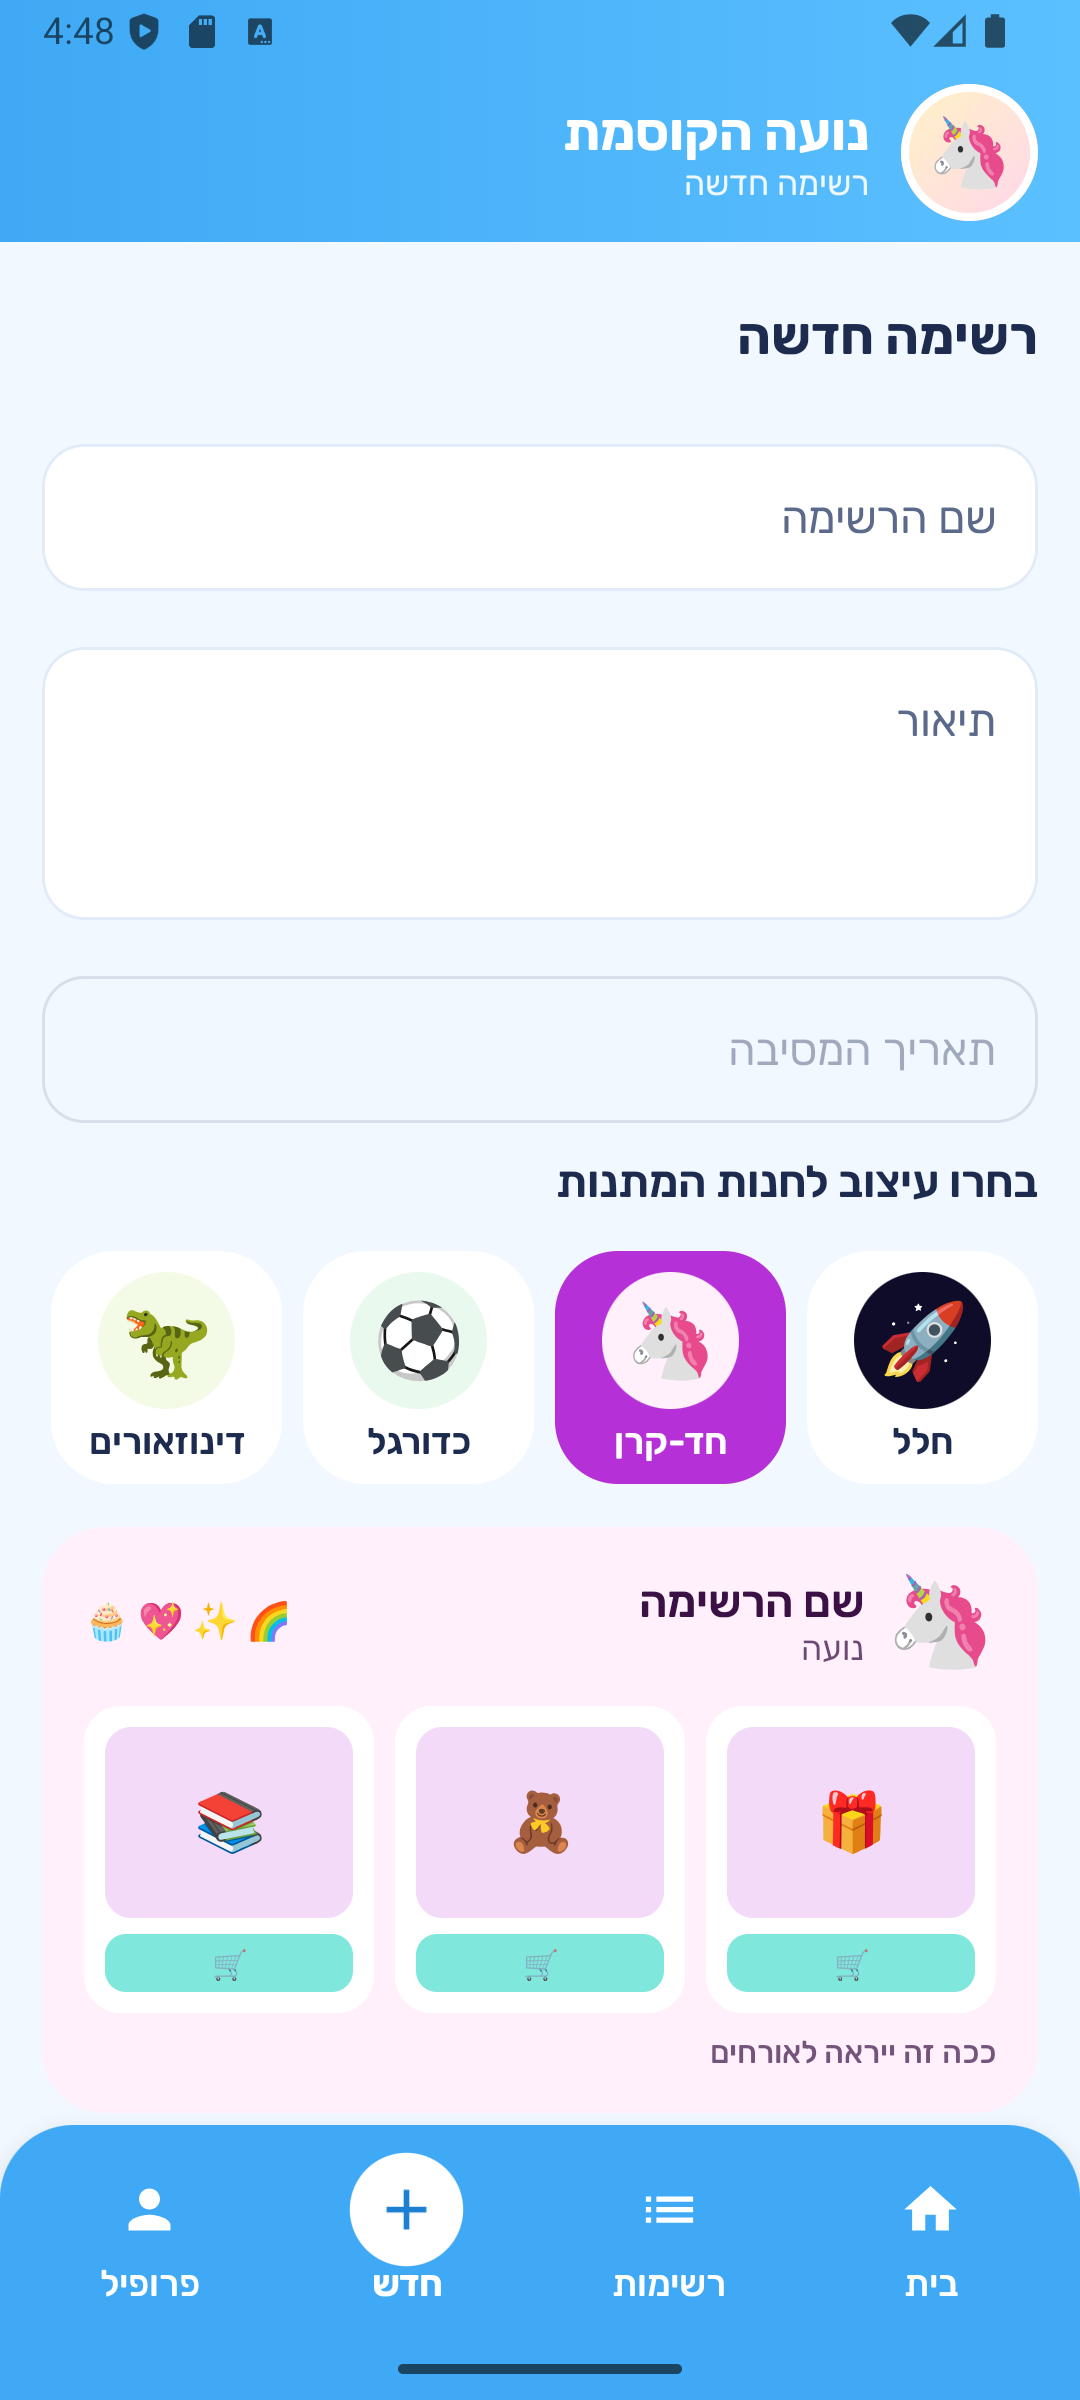 4:48
נועה הקוסמת
רשימה חדשה
רשימה חדשה
שם הרשימה
תיאור
תאריך המסיבה
בחרו עיצוב לחנות המתנות
חלל
חד-קרן
כדורגל
דינוזאורים
שם הרשימה
נועה
ככה זה ייראה לאורחים
בית
רשימות
חדש
פרופיל